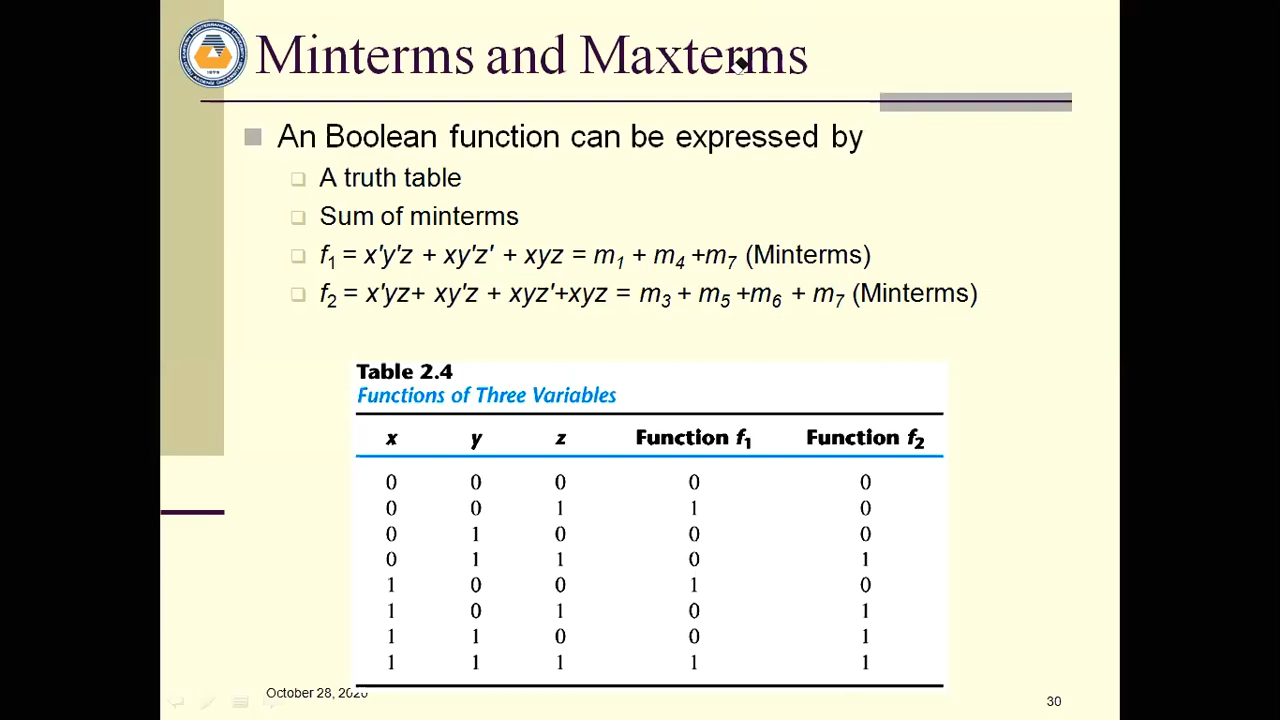 Minterms and Maxterms
An Boolean function can be expressed by
A truth table
Sum of minterms
f1 = x'y'z + xy'z' + xyz = m1 + m4 +m7 (Minterms)
f2 = x'yz+ xy'z + xyz'+xyz = m3 + m5 +m6 + m7 (Minterms)
Table 2.4
Functions of Three Variables
x y z Function f1 Function f2
0 0 0 0 0
0 0 1 1 0
0 1 0 0 0
0 1 1 0 1
1 0 0 1 0
1 0 1 0 1
1 1 0 0 1
1 1 1 1 1
October 28, 2020
30